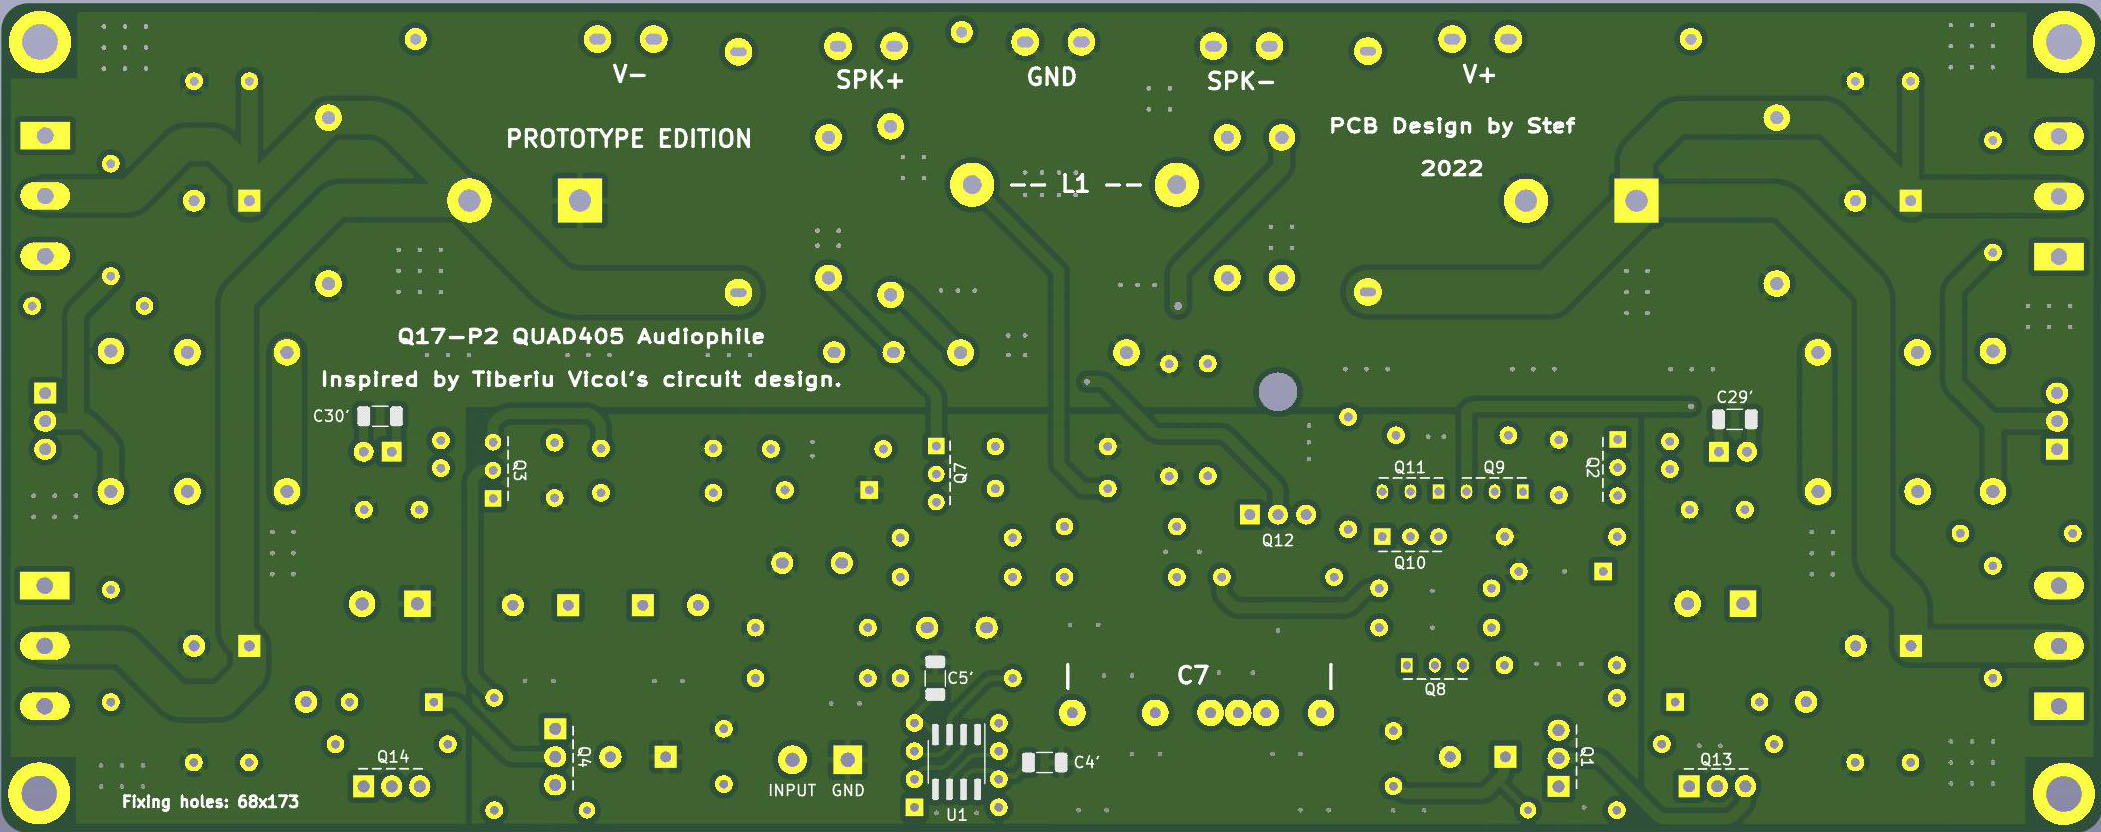 V-
SPK+
GND
SPK-
V+
PROTOTYPE EDITION
PCB Design by Stef
2022
-- L1 --
Q17-P2 QUAD405 Audiophile
Inspired by Tiberiu Vicol's circuit design.
C30'
C29'
Q3
Q7
Q11
Q9
Q2
Q12
Q10
C5'
C7
Q8
Q14
Q4
INPUT
GND
U1
C4'
Q1
Q13
Fixing holes: 68x173